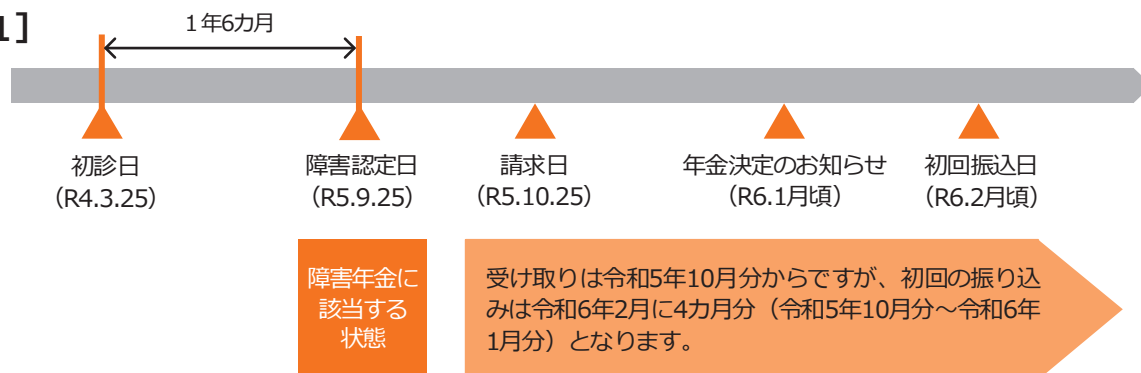 1]
1年6カ月
初診日
（R4.3.25）
障害認定日
（R5.9.25）
請求日
（R5.10.25）
年金決定のお知らせ
（R6.1月頃）
初回振込日
（R6.2月頃）
障害年金に
該当する
状態
受け取りは令和5年10月分からですが、初回の振り込
みは令和6年2月に4カ月分（令和5年10月分～令和6年
1月分）となります。